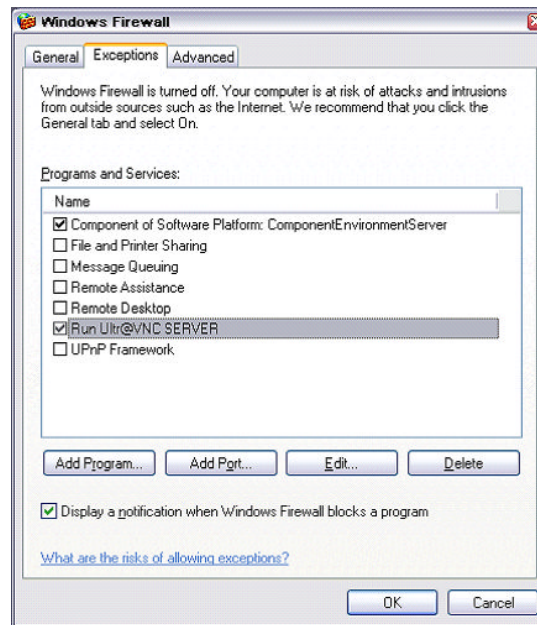 Windows Firewall
General Exceptions Advanced
Windows Firewall is turned off. Your computer is at risk of attacks and intrusions
from outside sources such as the Internet. We recommend that you click the
General tab and select On.
Programs and Services:
Name
Component of Software Platform: ComponentEnvironmentServer
File and Printer Sharing
Message Queuing
Remote Assistance
Remote Desktop
Run Ultr@VNC SERVER
UPnP Framework
Add Program... Add Port... Edit... Delete
Display a notification when Windows Firewall blocks a program
What are the risks of allowing exceptions?
OK Cancel